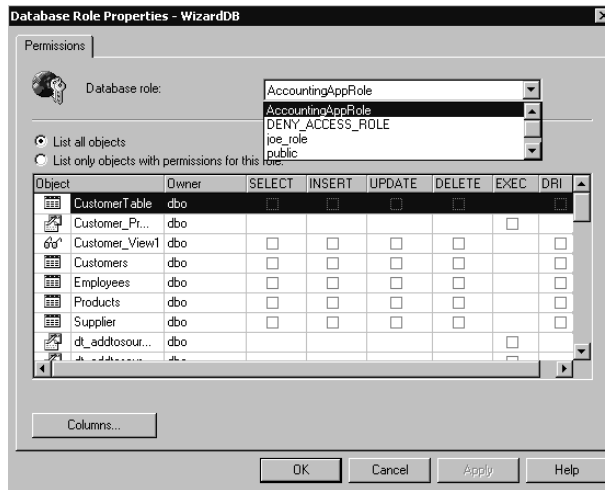 Database Role Properties - WizardDB
Permissions
Database role:
AccountingAppRole
AccountingAppRole
DENY_ACCESS_ROLE
joe_role
public
List all objects
List only objects with permissions for this role.
Object Owner SELECT INSERT UPDATE DELETE EXEC DRI
CustomerTable dbo
Customer_Pr... dbo
Customer_View1 dbo
Customers dbo
Employees dbo
Products dbo
Supplier dbo
dt_addtosour... dbo
Columns...
OK Cancel Apply Help